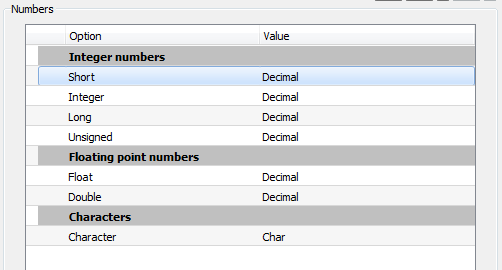 Numbers
Option Value
Integer numbers
Short Decimal
Integer Decimal
Long Decimal
Unsigned Decimal
Floating point numbers
Float Decimal
Double Decimal
Characters
Character Char